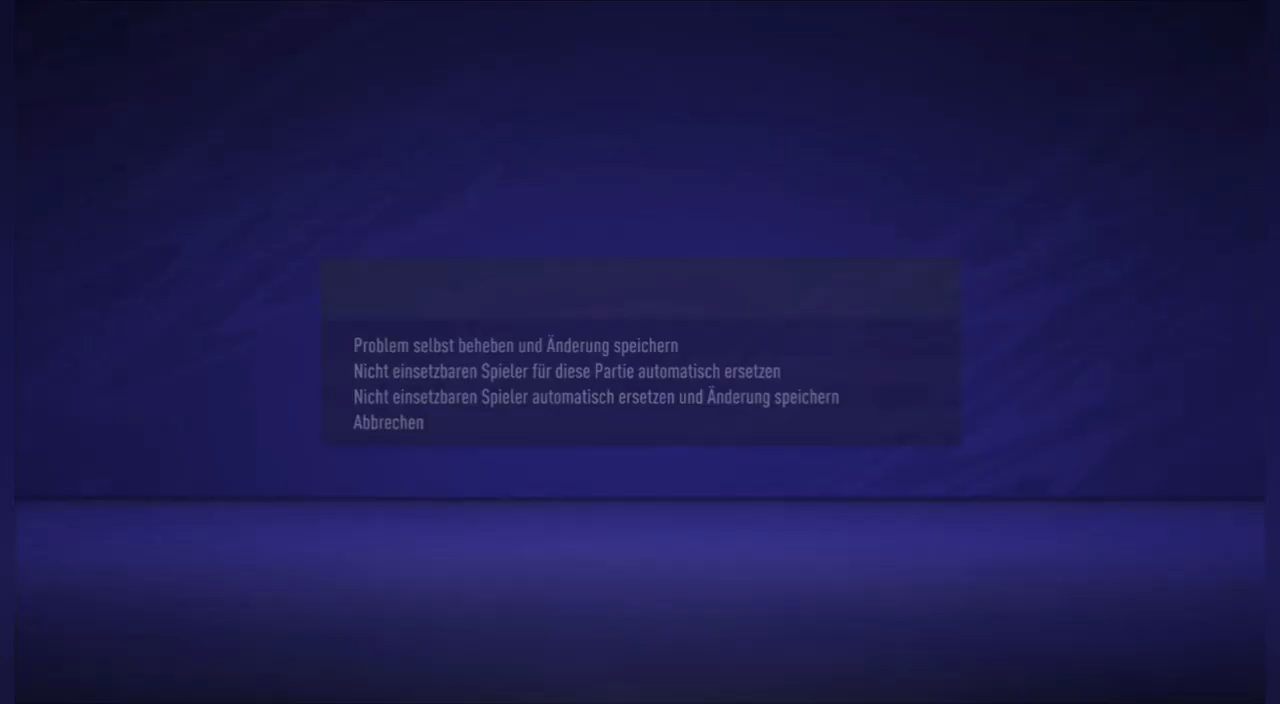 Problem selbst beheben und Änderung speichern
Nicht einsetzbaren Spieler für diese Partie automatisch ersetzen
Nicht einsetzbaren Spieler automatisch ersetzen und Änderung speichern
Abbrechen